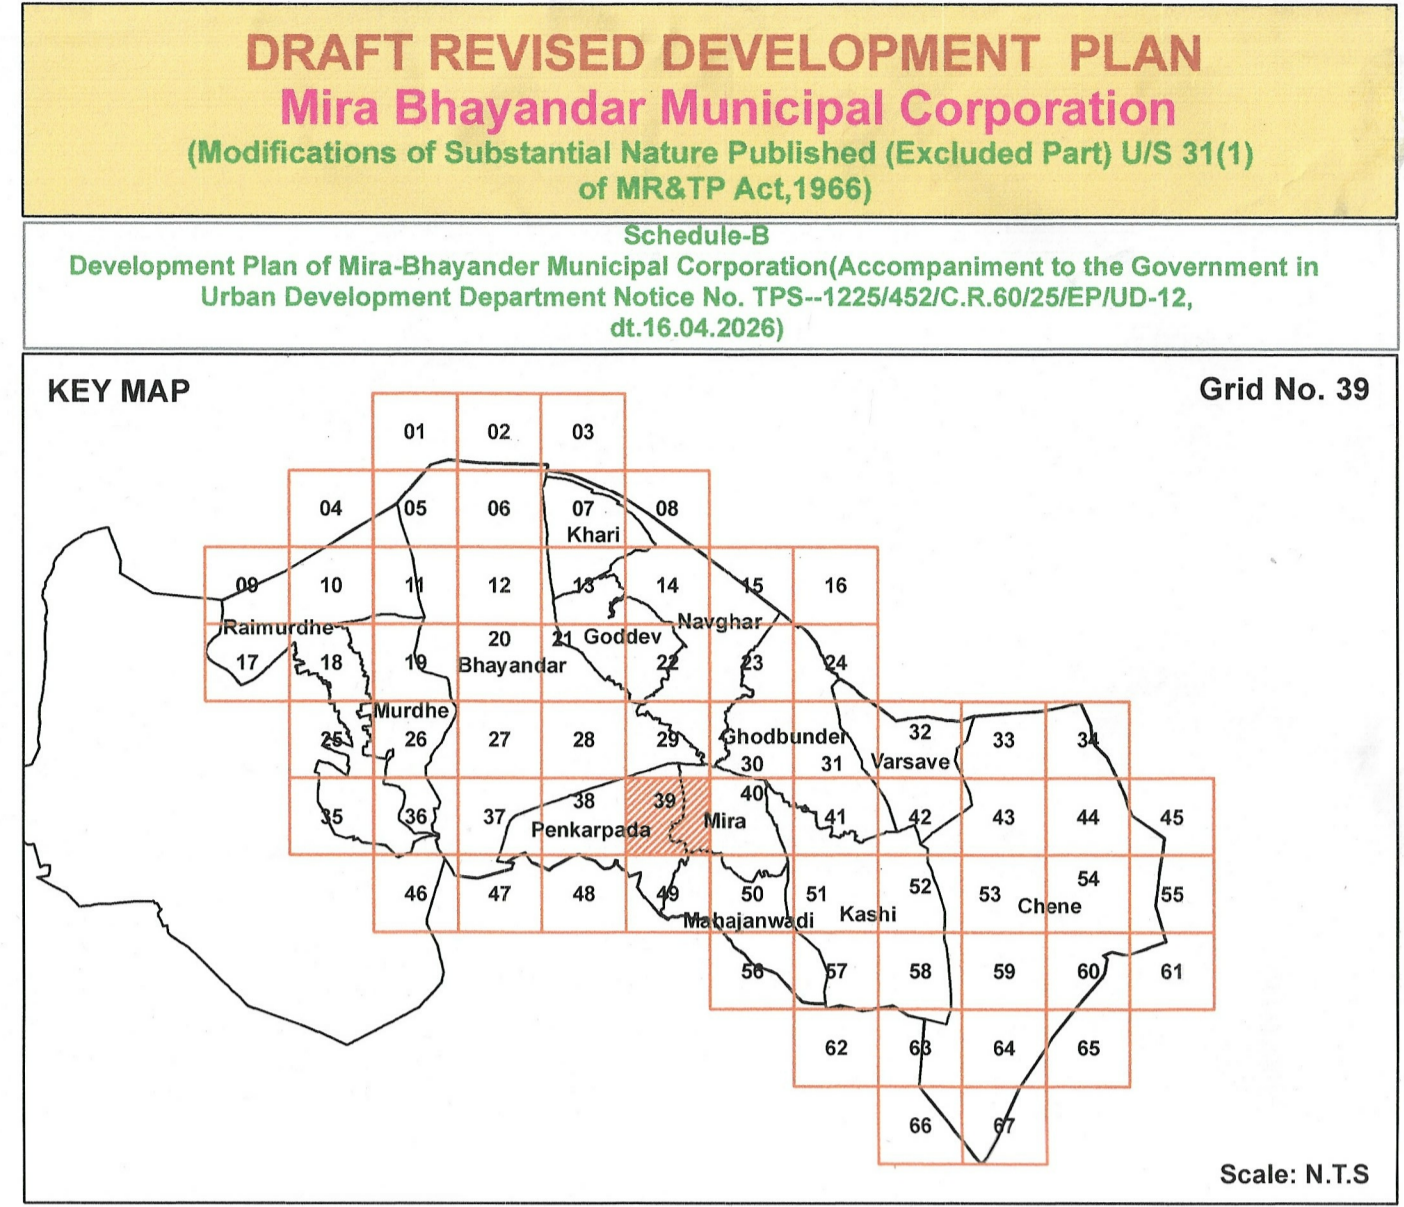 DRAFT REVISED DEVELOPMENT PLAN
Mira Bhayandar Municipal Corporation
(Modifications of Substantial Nature Published (Excluded Part) U/S 31(1)
of MR&TP Act,1966)
Schedule-B
Development Plan of Mira-Bhayander Municipal Corporation(Accompaniment to the Government in
Urban Development Department Notice No. TPS--1225/452/C.R.60/25/EP/UD-12,
dt.16.04.2026)
KEY MAP
Grid No. 39
01 02 03
04 05 06 07 08
Khari
09 10 11 12 13 14 15 16
Raimurdhe Navghar
20 21 Goddev
17 18 19 Bhayandar 22 23 24
Murdhe
25 26 27 28 29 Ghodbunder 32 33 34
30 31 Varsave
38 39 40
35 36 37 Penkarpada Mira 41 42 43 44 45
46 47 48 49 50 51 52 53 54 55
Mahajanwadi Kashi Chene
56 57 58 59 60 61
62 63 64 65
66 67
Scale: N.T.S